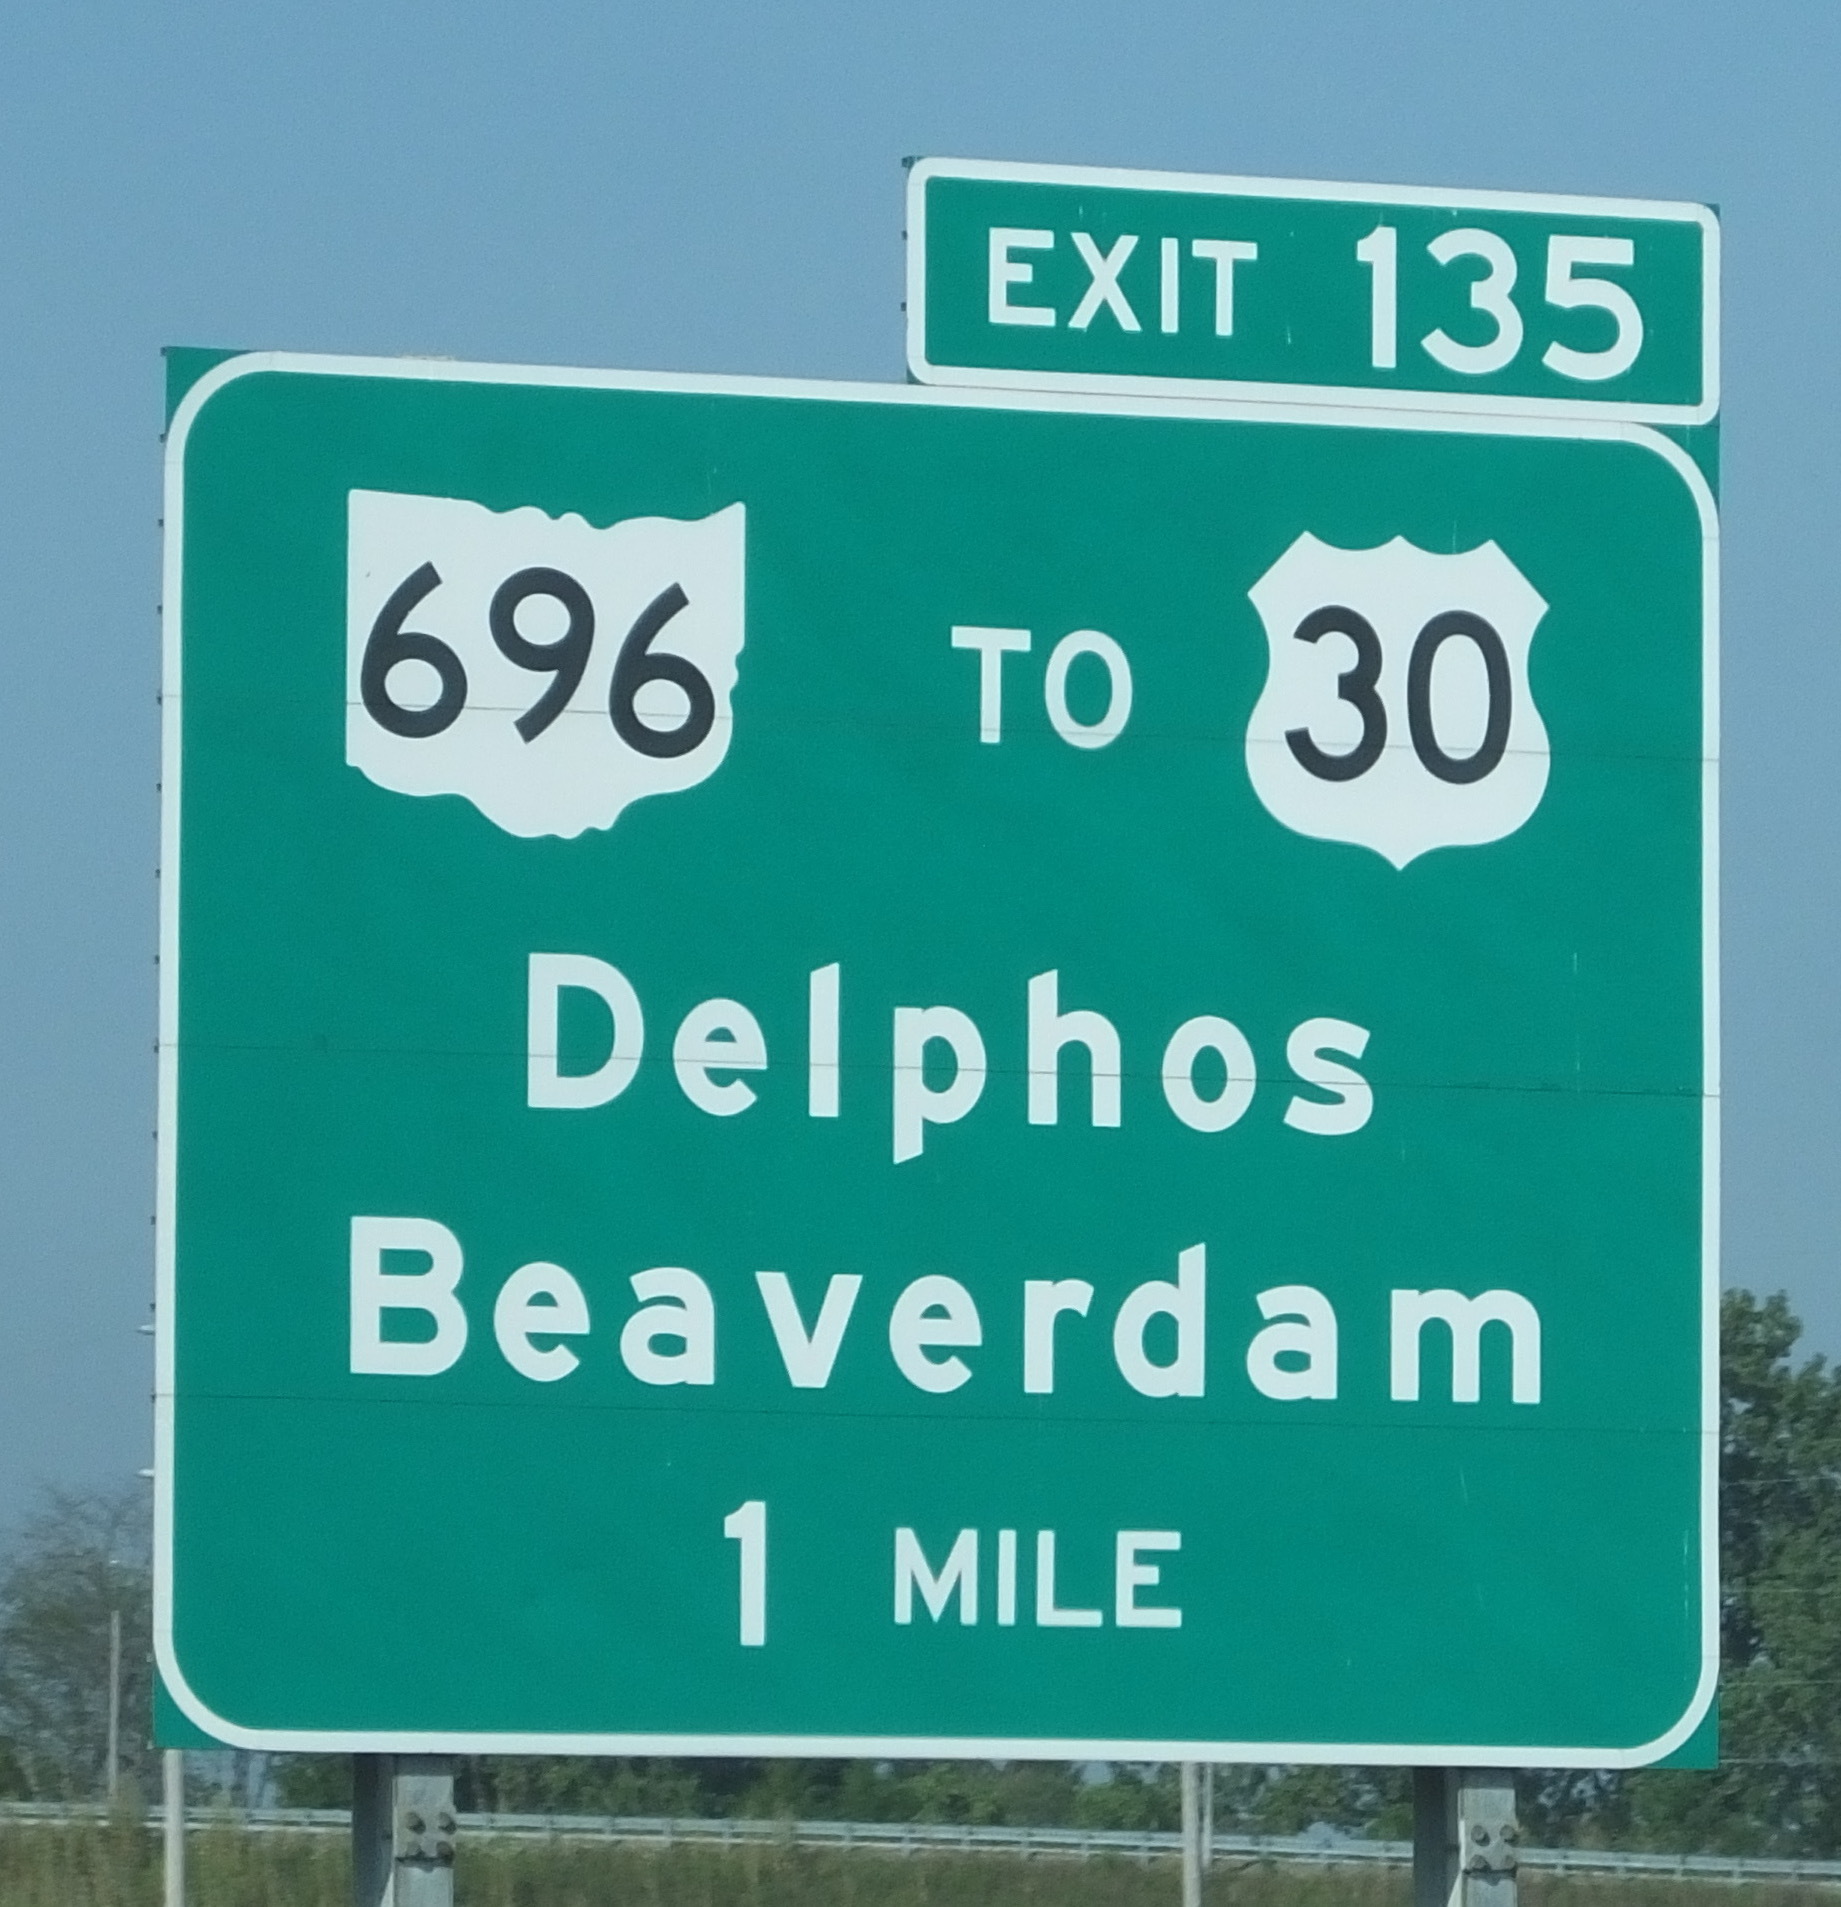 EXIT 135
696 TO 30
Delphos
Beaverdam
1 MILE